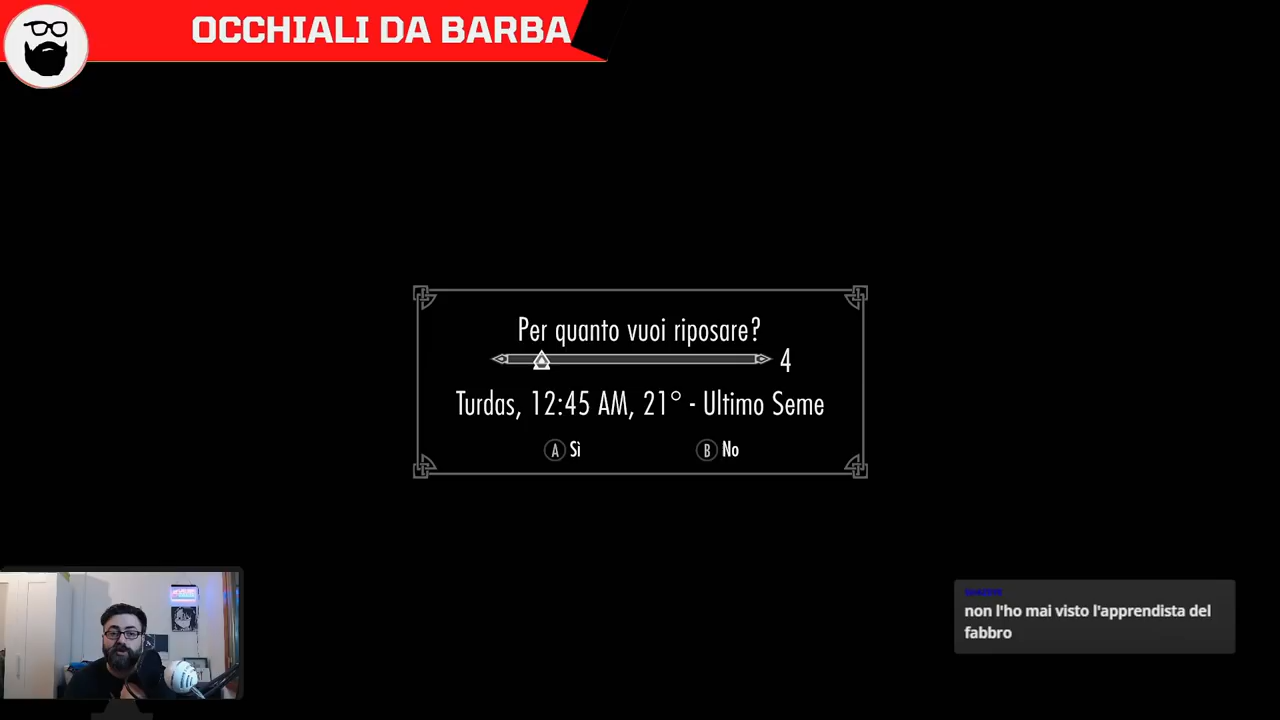 OCCHIALI DA BARBA
Per quanto vuoi riposare?
4
Turdas, 12:45 AM, 21° - Ultimo Seme
A Sì
B No
non l'ho mai visto l'apprendista del
fabbro